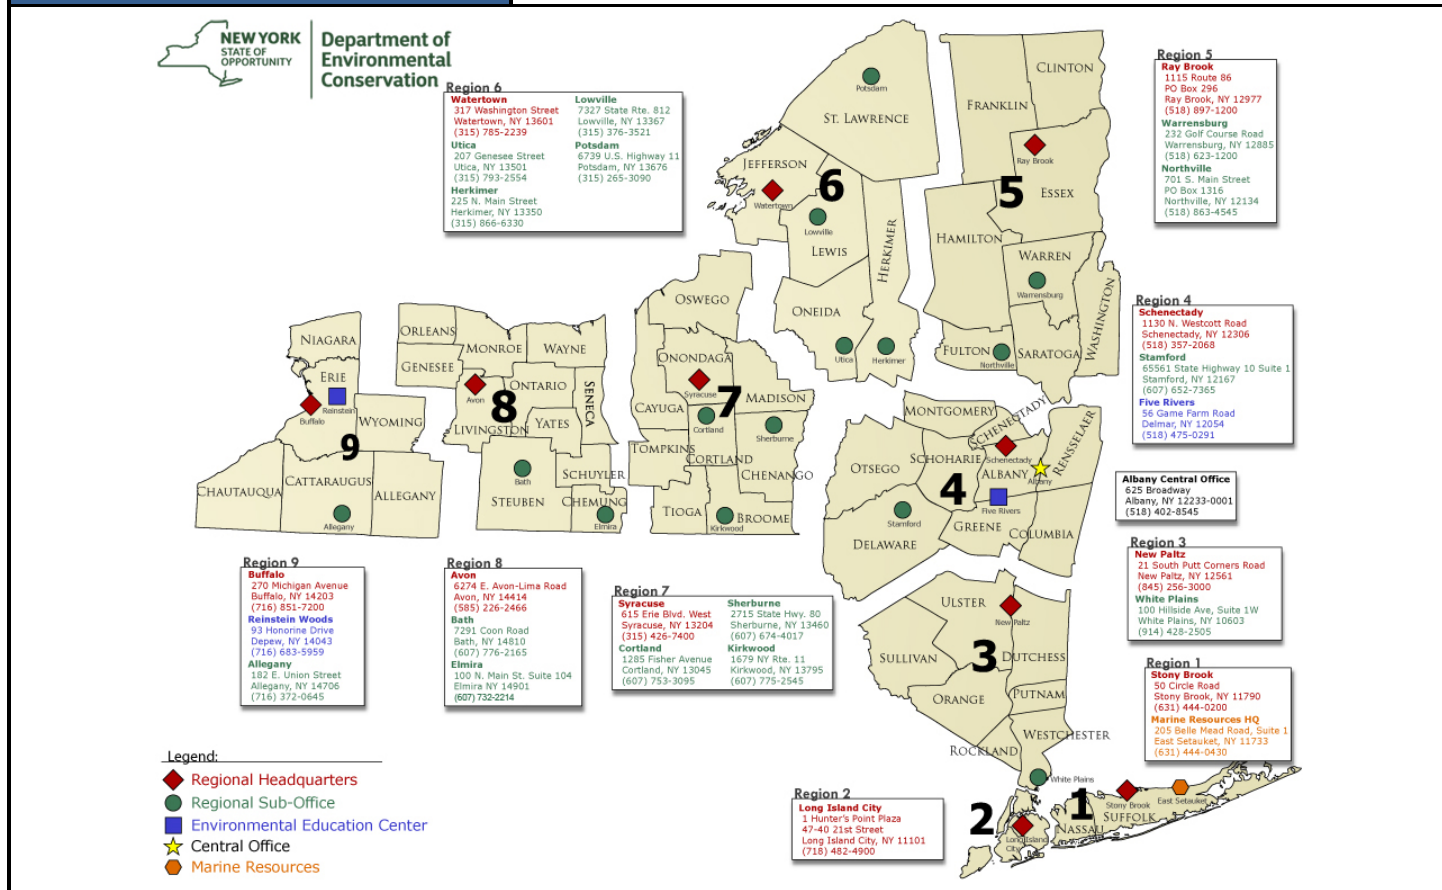 NEW YORK
STATE OF
OPPORTUNITY
Department of
Environmental
Conservation
Region 6
Watertown
317 Washington Street
Watertown, NY 13601
(315) 785-2239
Utica
207 Genesee Street
Utica, NY 13501
(315) 793-2554
Herkimer
225 N. Main Street
Herkimer, NY 13350
(315) 866-6330
Lowville
7327 State Rte. 812
Lowville, NY 13367
(315) 376-3521
Potsdam
6739 U.S. Highway 11
Potsdam, NY 13676
(315) 265-3090
Region 5
Ray Brook
1115 Route 86
PO Box 296
Ray Brook, NY 12977
(518) 897-1200
Warrensburg
232 Golf Course Road
Warrensburg, NY 12885
(518) 623-1200
Northville
701 S. Main Street
PO Box 1316
Northville, NY 12134
(518) 863-4545
Region 4
Schenectady
1130 N. Westcott Road
Schenectady, NY 12306
(518) 357-2068
Stamford
65561 State Highway 10 Suite 1
Stamford, NY 12167
(607) 652-7365
Five Rivers
56 Game Farm Road
Delmar, NY 12054
(518) 475-0291
Albany Central Office
625 Broadway
Albany, NY 12233-0001
(518) 402-8545
Region 3
New Paltz
21 South Putt Corners Road
New Paltz, NY 12561
(845) 256-3000
White Plains
100 Hillside Ave, Suite 1W
White Plains, NY 10603
(914) 428-2505
Region 1
Stony Brook
50 Circle Road
Stony Brook, NY 11790
(631) 444-0200
Marine Resources HQ
205 Belle Mead Road, Suite 1
East Setauket, NY 11733
(631) 444-0430
Region 2
Long Island City
1 Hunter's Point Plaza
47-40 21st Street
Long Island City, NY 11101
(718) 482-4900
Region 9
Buffalo
270 Michigan Avenue
Buffalo, NY 14203
(716) 851-7200
Reinstein Woods
93 Honorine Drive
Depew, NY 14043
(716) 683-5959
Allegany
182 E. Union Street
Allegany, NY 14706
(716) 372-0645
Region 8
Avon
6274 E. Avon-Lima Road
Avon, NY 14414
(585) 226-2466
Bath
7291 Coon Road
Bath, NY 14810
(607) 776-2165
Elmira
100 N. Main St. Suite 104
Elmira NY 14901
(607) 732-2214
Region 7
Syracuse
615 Erie Blvd. West
Syracuse, NY 13204
(315) 426-7400
Cortland
1285 Fisher Avenue
Cortland, NY 13045
(607) 753-3095
Sherburne
2715 State Hwy. 80
Sherburne, NY 13460
(607) 674-4017
Kirkwood
1679 NY Rte. 11
Kirkwood, NY 13795
(607) 775-2545
Potsdam
ST. LAWRENCE
JEFFERSON
6
Watertown
Lowville
LEWIS
HERKIMER
ONEIDA
Utica
Herkimer
CLINTON
FRANKLIN
Ray Brook
5
ESSEX
HAMILTON
WARREN
Warrensburg
WASHINGTON
FULTON
Northville
SARATOGA
OSWEGO
ONONDAGA
Syracuse
7
MADISON
CAYUGA
Cortland
Sherburne
TOMPKINS
CORTLAND
CHENANGO
TIOGA
Kirkwood
BROOME
ORLEANS
MONROE
WAYNE
GENESEE
Avon
ONTARIO
SENECA
8
LIVINGSTON
YATES
Bath
SCHUYLER
STEUBEN
CHEMUNG
Elmira
NIAGARA
ERIE
Reinstein
Buffalo
WYOMING
9
CHAUTAUQUA
CATTARAUGUS
ALLEGANY
Allegany
MONTGOMERY
SCHENECTADY
Schenectady
RENSSELAER
OTSEGO
SCHOHARIE
ALBANY
Albany
4
Five Rivers
Stamford
GREENE
COLUMBIA
DELAWARE
ULSTER
New Paltz
SULLIVAN
3
DUTCHESS
ORANGE
PUTNAM
WESTCHESTER
ROCKLAND
White Plains
2
Long Island
City
1
Stony Brook
East Setauket
SUFFOLK
NASSAU
Legend:
Regional Headquarters
Regional Sub-Office
Environmental Education Center
Central Office
Marine Resources